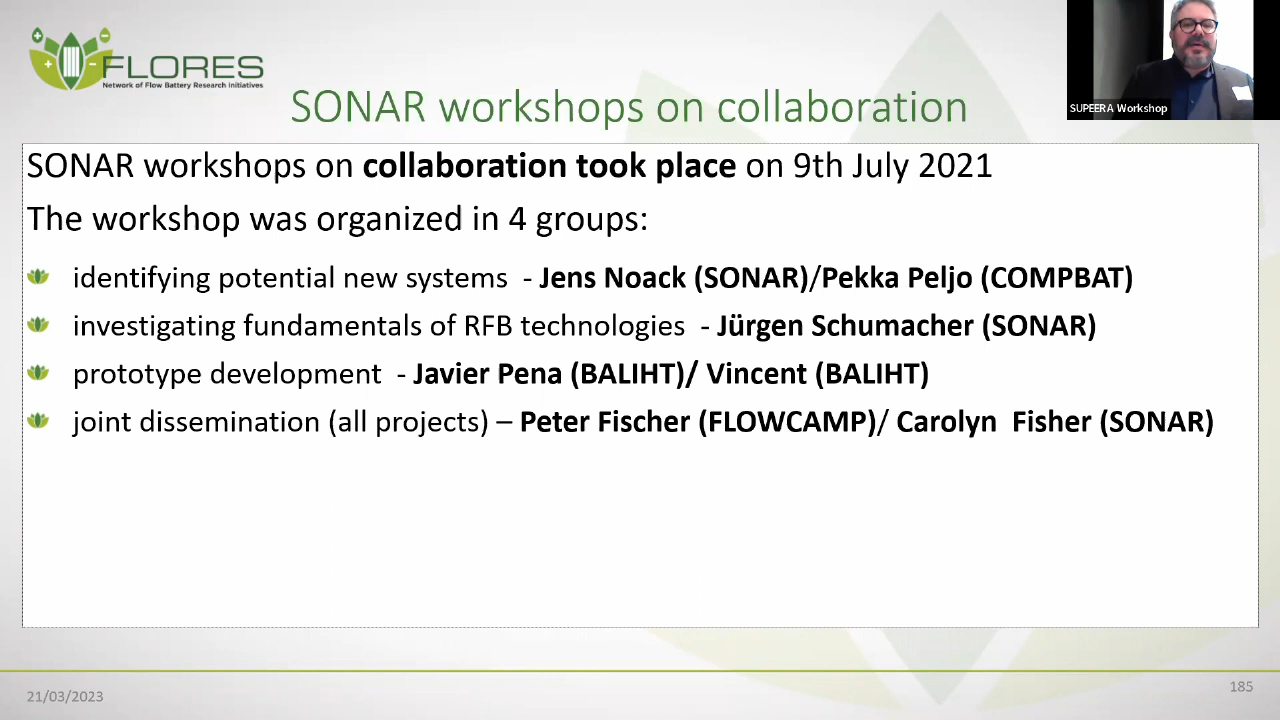 FLORES
Network of Flow Battery Research Initiatives
SUPEERA Workshop
SONAR workshops on collaboration
SONAR workshops on collaboration took place on 9th July 2021
The workshop was organized in 4 groups:
identifying potential new systems - Jens Noack (SONAR)/Pekka Peljo (COMPBAT)
investigating fundamentals of RFB technologies - Jürgen Schumacher (SONAR)
prototype development - Javier Pena (BALIHT)/ Vincent (BALIHT)
joint dissemination (all projects) – Peter Fischer (FLOWCAMP)/ Carolyn Fisher (SONAR)
21/03/2023
185